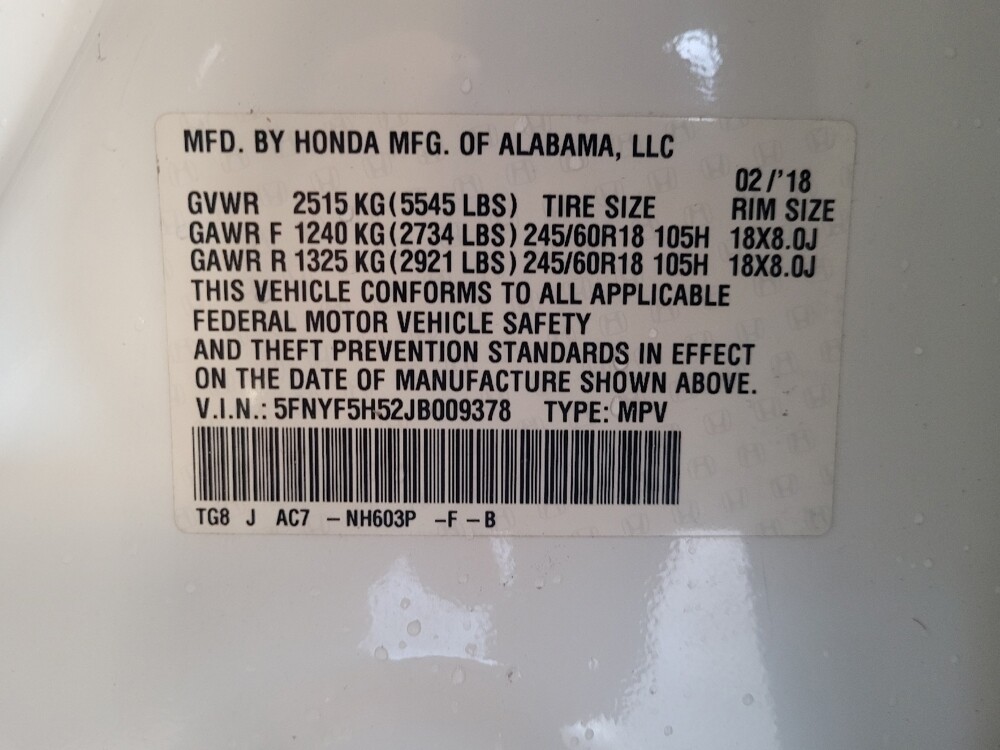 MFD. BY HONDA MFG. OF ALABAMA, LLC
02/'18
GVWR 2515 KG(5545 LBS) TIRE SIZE RIM SIZE
GAWR F 1240 KG(2734 LBS) 245/60R18 105H 18X8.0J
GAWR R 1325 KG(2921 LBS) 245/60R18 105H 18X8.0J
THIS VEHICLE CONFORMS TO ALL APPLICABLE
FEDERAL MOTOR VEHICLE SAFETY
AND THEFT PREVENTION STANDARDS IN EFFECT
ON THE DATE OF MANUFACTURE SHOWN ABOVE.
V.I.N.: 5FNYF5H52JB009378 TYPE: MPV
TG8 J AC7 –NH603P –F–B